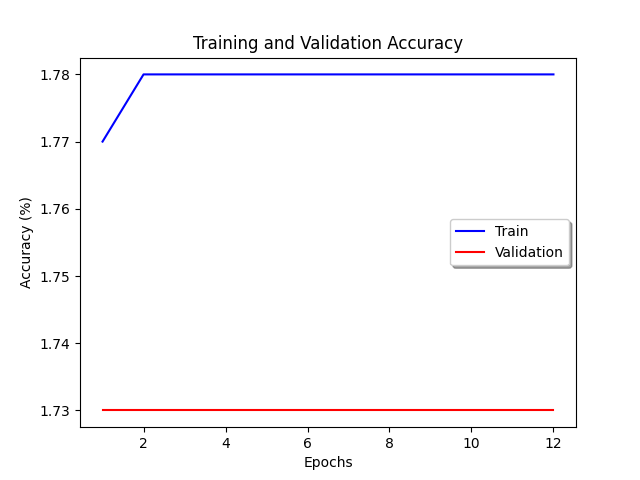 Training and Validation Accuracy
1.78
1.77
1.76
1.75
1.74
1.73
Accuracy (%)
Train
Validation
2 4 6 8 10 12
Epochs